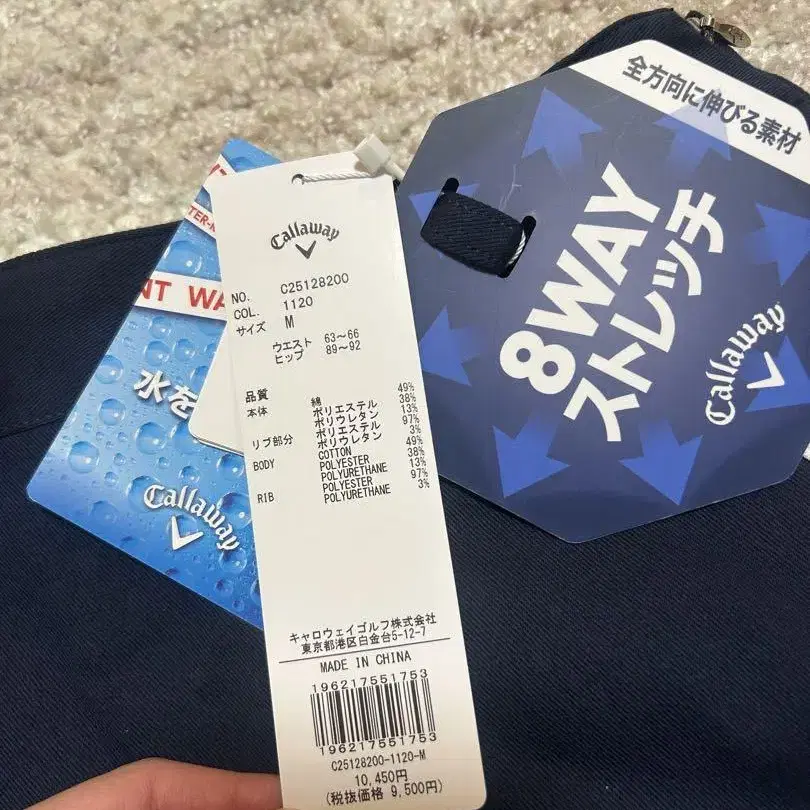 全方向に伸びる素材
8WAY
ストレッチ
Callaway
NT WA
水を
Callaway
Callaway
NO. C25128200
COL. 1120
サイズ M
ウエスト 63～66
ヒップ 89～92
品質
本体 綿 49%
ポリエステル 38%
ポリウレタン 13%
リブ部分 ポリエステル 97%
ポリウレタン 3%
BODY COTTON 49%
POLYESTER 38%
POLYURETHANE 13%
RIB POLYESTER 97%
POLYURETHANE 3%
キャロウェイゴルフ株式会社
東京都港区白金台5-12-7
MADE IN CHINA
196217551753
196217551753
C25128200-1120-M
10,450円
(税抜価格 9,500円)